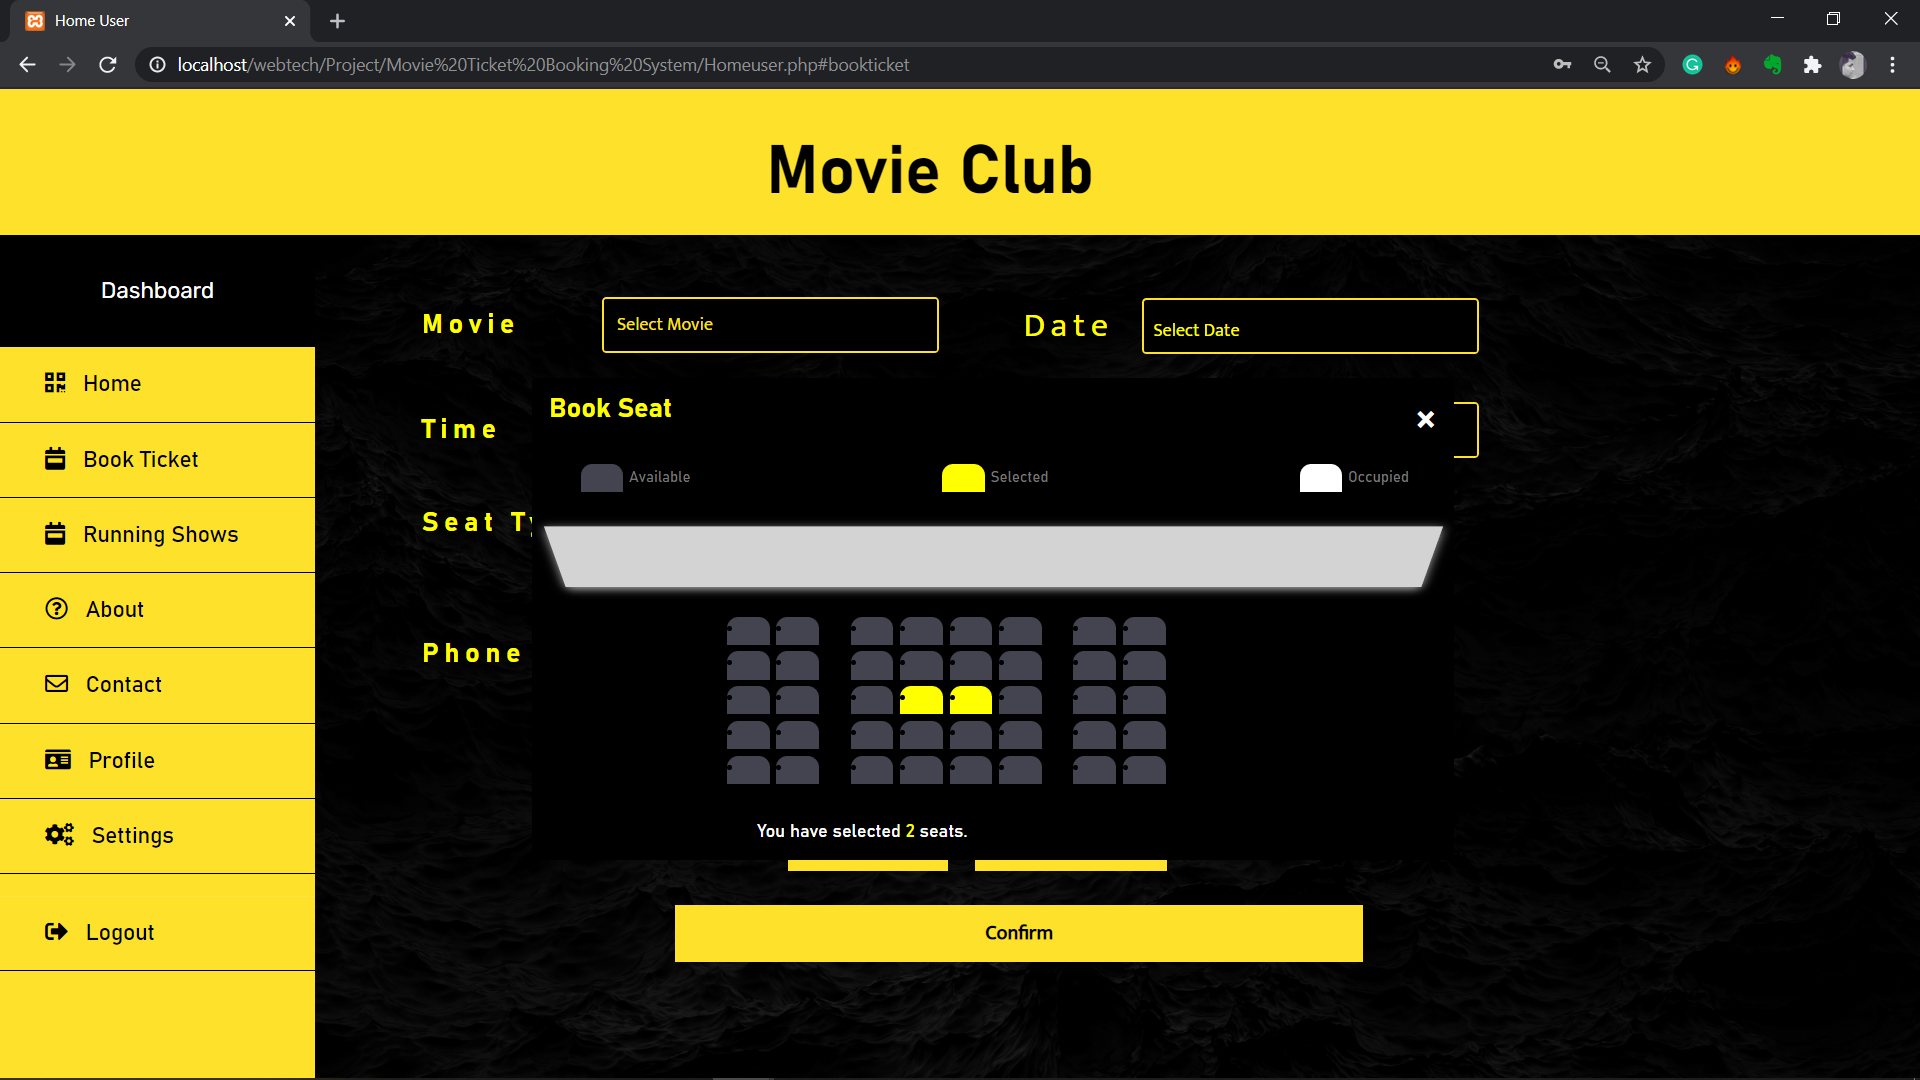 Home User
localhost/webtech/Project/Movie%20Ticket%20Booking%20System/Homeuser.php#bookticket
Movie Club
Dashboard
Home
Book Ticket
Running Shows
About
Contact
Profile
Settings
Logout
Movie
Select Movie
Date
Select Date
Time
Seat Ty
Phone
Book Seat
Available
Selected
Occupied
You have selected 2 seats.
Confirm